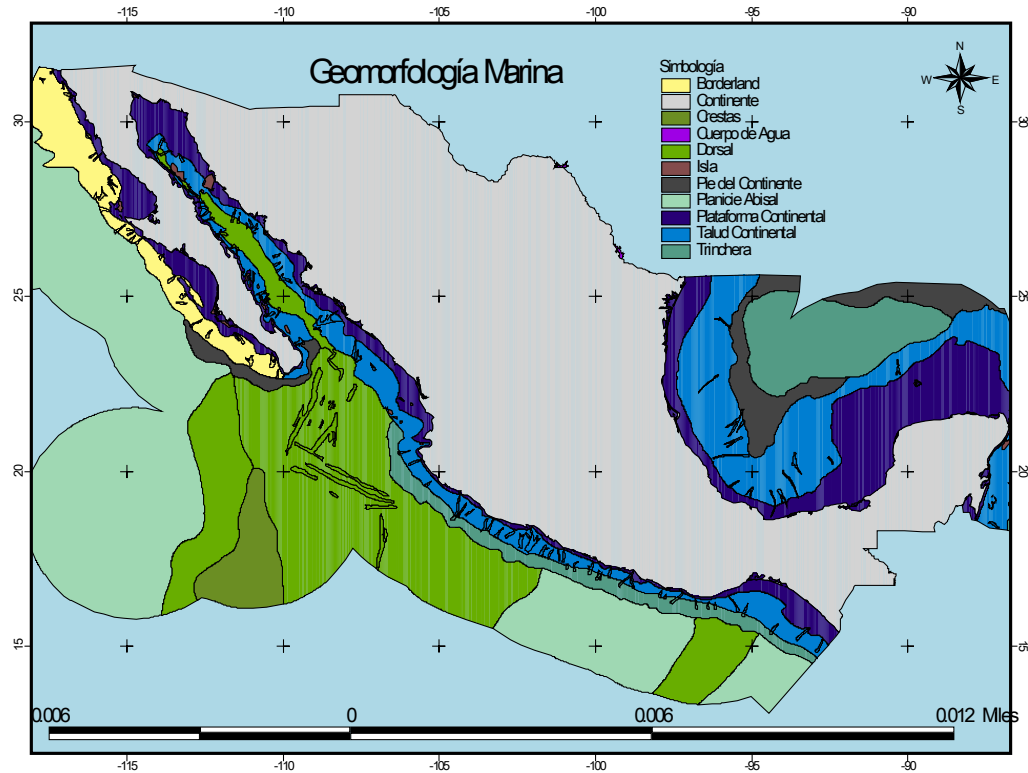 -115 -110 -105 -100 -95 -90
Geomorfología Marina
N
W E
S
Simbología
Borderland
Continente
Crestas
Cuerpo de Agua
Dorsal
Isla
Pie del Continente
Planicie Abisal
Plataforma Continental
Talud Continental
Trinchera
30 30
25 25
20 20
15 15
0.006 0 0.006 0.012 Miles
-115 -110 -105 -100 -95 -90